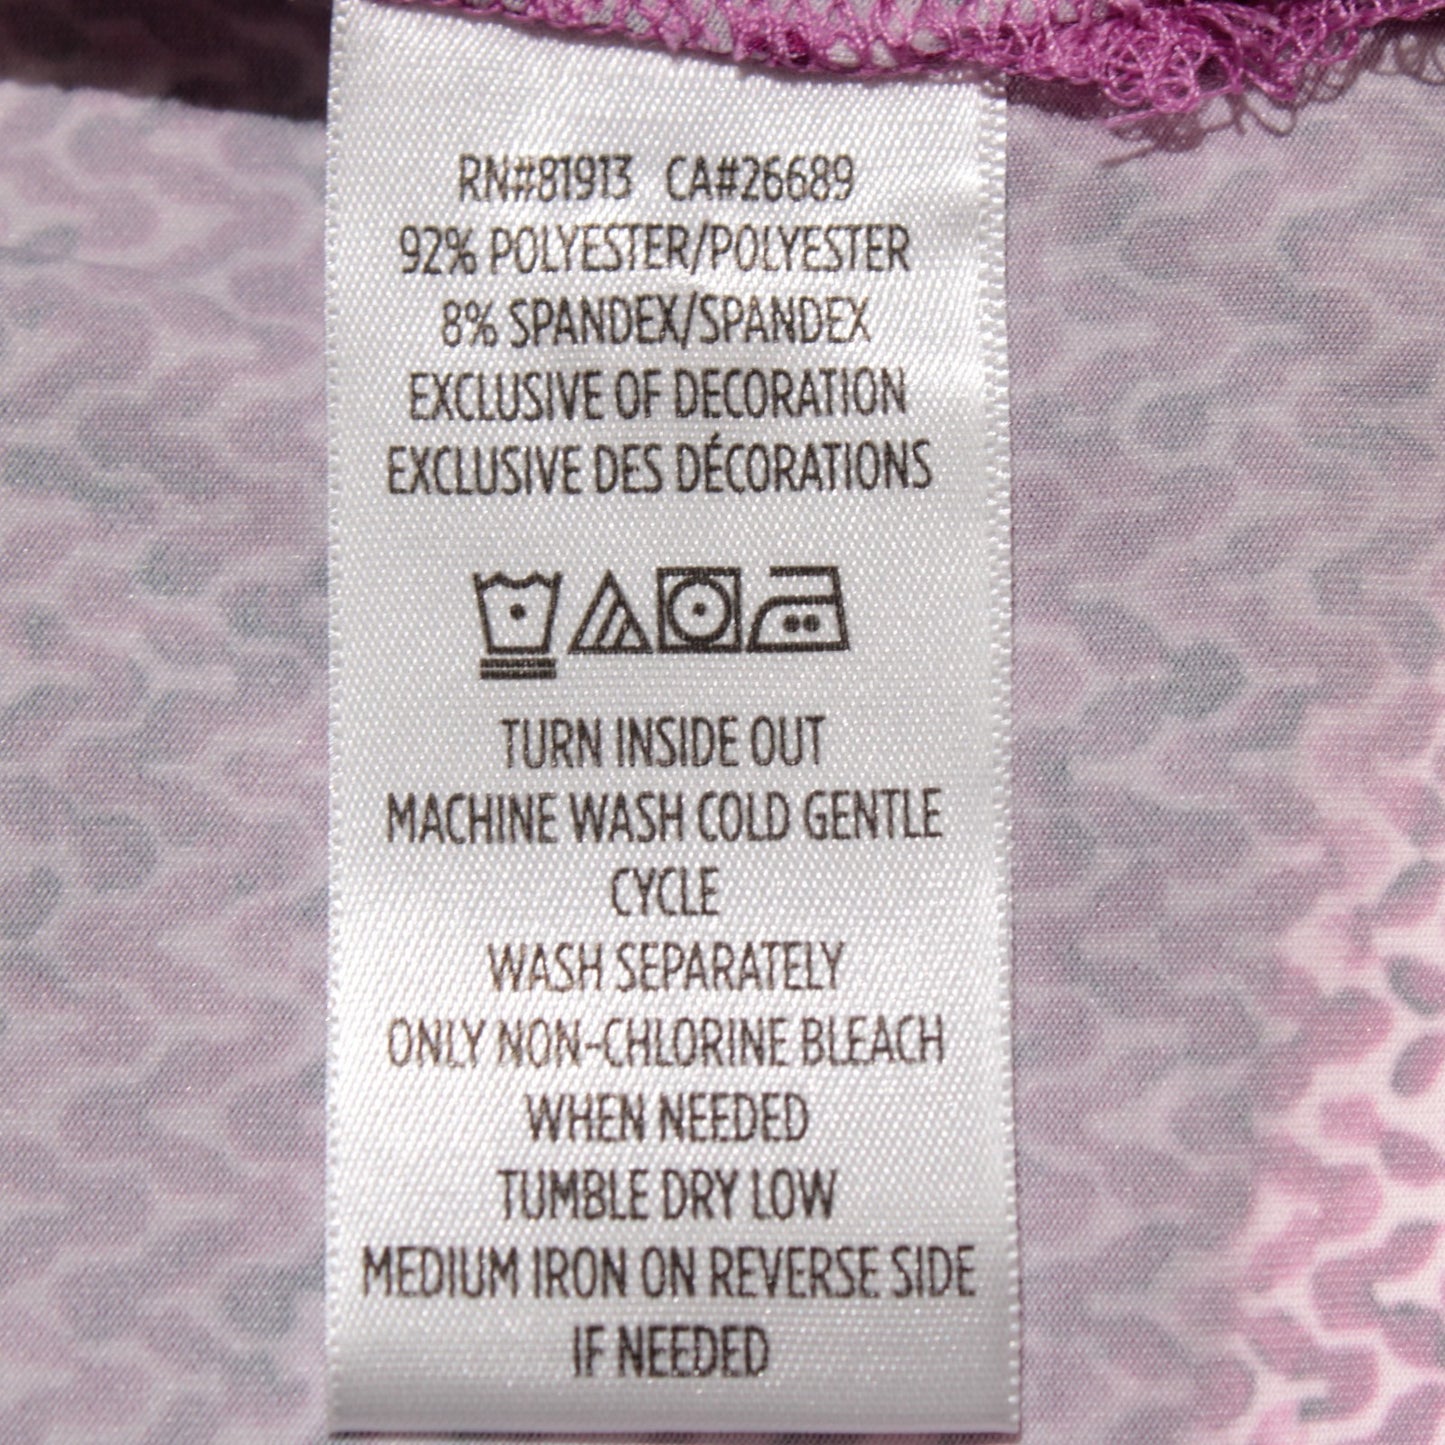 RN#81913 CA#26689
92% POLYESTER/POLYESTER
8% SPANDEX/SPANDEX
EXCLUSIVE OF DECORATION
EXCLUSIVE DES DÉCORATIONS
TURN INSIDE OUT
MACHINE WASH COLD GENTLE
CYCLE
WASH SEPARATELY
ONLY NON-CHLORINE BLEACH
WHEN NEEDED
TUMBLE DRY LOW
MEDIUM IRON ON REVERSE SIDE
IF NEEDED